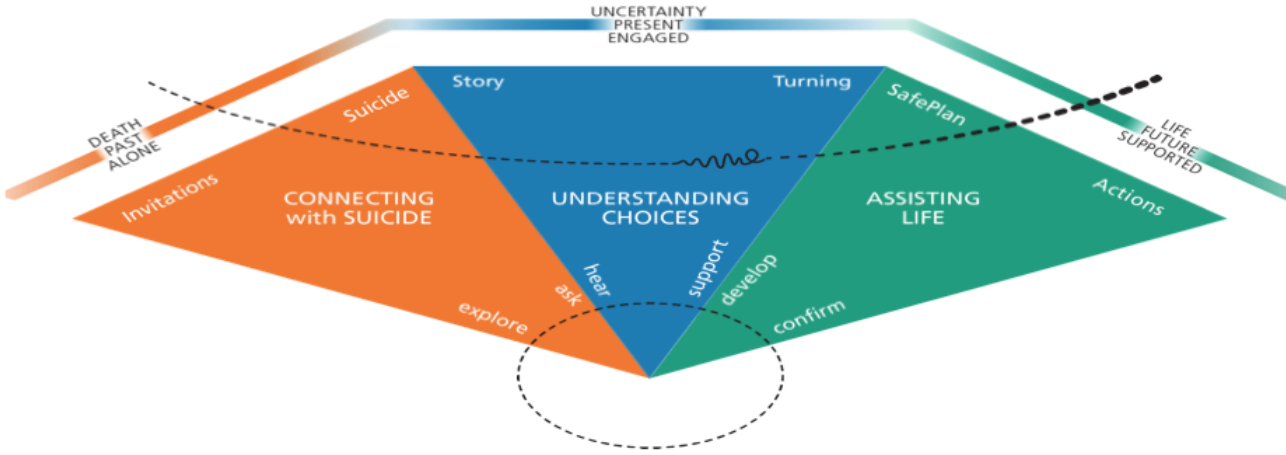 UNCERTAINTY
PRESENT
ENGAGED
DEATH
PAST
ALONE
LIFE
FUTURE
SUPPORTED
Invitations
Suicide
Story
Turning
SafePlan
Actions
CONNECTING
with SUICIDE
UNDERSTANDING
CHOICES
ASSISTING
LIFE
explore
ask
hear
support
develop
confirm